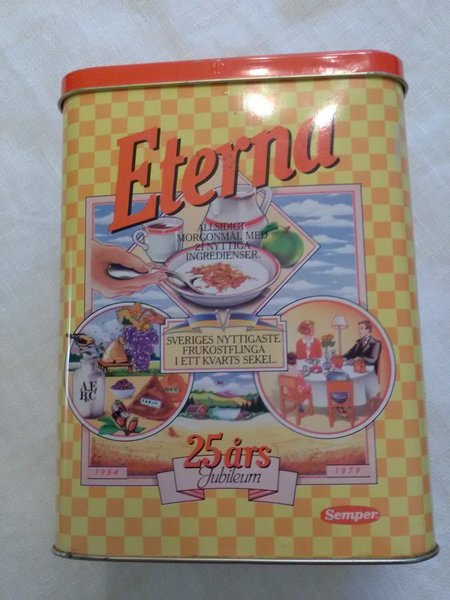 Eterna
ALLSIDIGT
MORGONMÅL MED
21 NYTTIGA
INGREDIENSER.
SVERIGES NYTTIGASTE
FRUKOSTFLINGA
I ETT KVARTS SEKEL.
A,E,
B,C
25 års
Jubileum
1954
1979
Semper